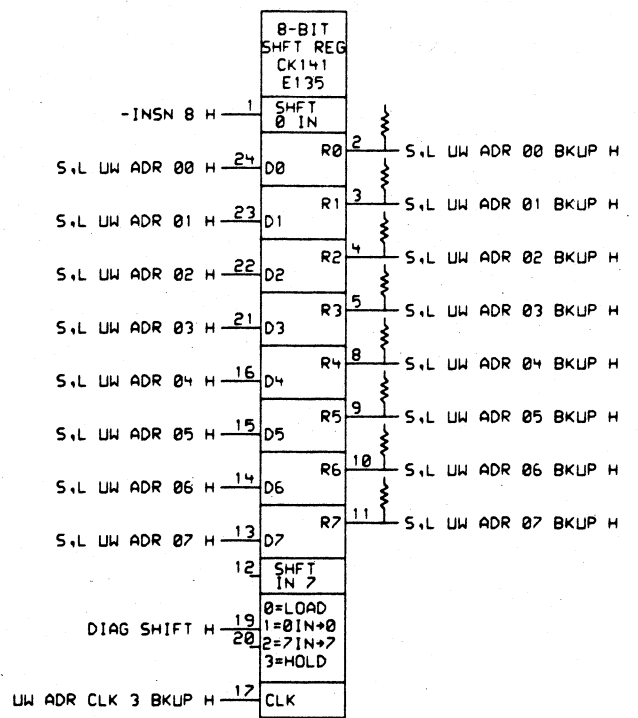 8-BIT
SHFT REG
CK141
E135
-INSN 8 H 1 SHFT
0 IN
R0 2 S,L UW ADR 00 BKUP H
S,L UW ADR 00 H 24 D0
R1 3 S,L UW ADR 01 BKUP H
S,L UW ADR 01 H 23 D1
R2 4 S,L UW ADR 02 BKUP H
S,L UW ADR 02 H 22 D2
R3 5 S,L UW ADR 03 BKUP H
S,L UW ADR 03 H 21 D3
R4 8 S,L UW ADR 04 BKUP H
S,L UW ADR 04 H 16 D4
R5 9 S,L UW ADR 05 BKUP H
S,L UW ADR 05 H 15 D5
R6 10 S,L UW ADR 06 BKUP H
S,L UW ADR 06 H 14 D6
R7 11 S,L UW ADR 07 BKUP H
S,L UW ADR 07 H 13 D7
12 SHFT
IN 7
0=LOAD
DIAG SHIFT H 19 1=0IN→0
20 2=7IN→7
3=HOLD
UW ADR CLK 3 BKUP H 17 CLK